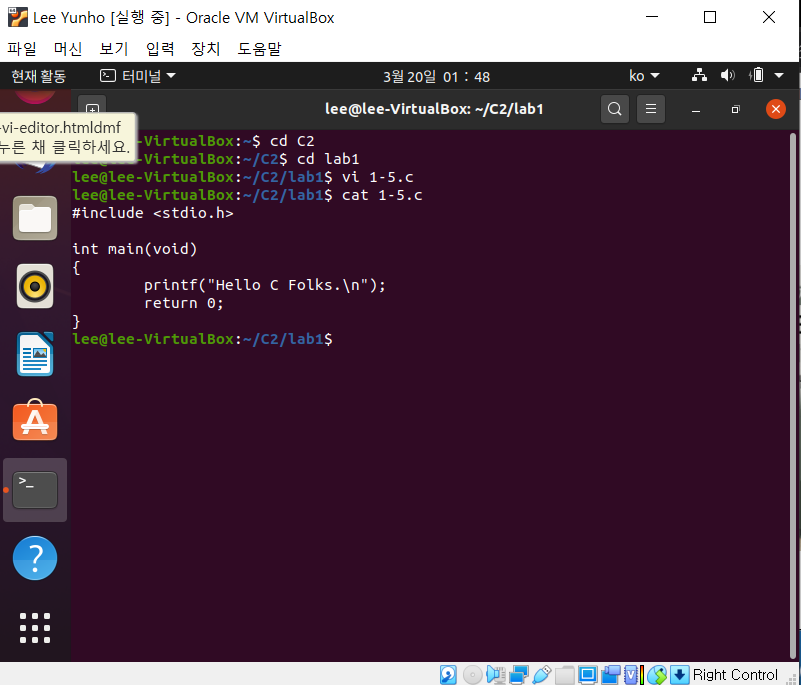 Lee Yunho [실행 중] - Oracle VM VirtualBox
파일 머신 보기 입력 장치 도움말
현재 활동 터미널 3월 20일 01 : 48 ko
lee@lee-VirtualBox: ~/C2/lab1
-vi-editor.htmldmf
누른 채 클릭하세요.
-VirtualBox:~$ cd C2
lee@lee-VirtualBox:~/C2$ cd lab1
lee@lee-VirtualBox:~/C2/lab1$ vi 1-5.c
lee@lee-VirtualBox:~/C2/lab1$ cat 1-5.c
#include <stdio.h>
int main(void)
{
printf("Hello C Folks.\n");
return 0;
}
lee@lee-VirtualBox:~/C2/lab1$
Right Control